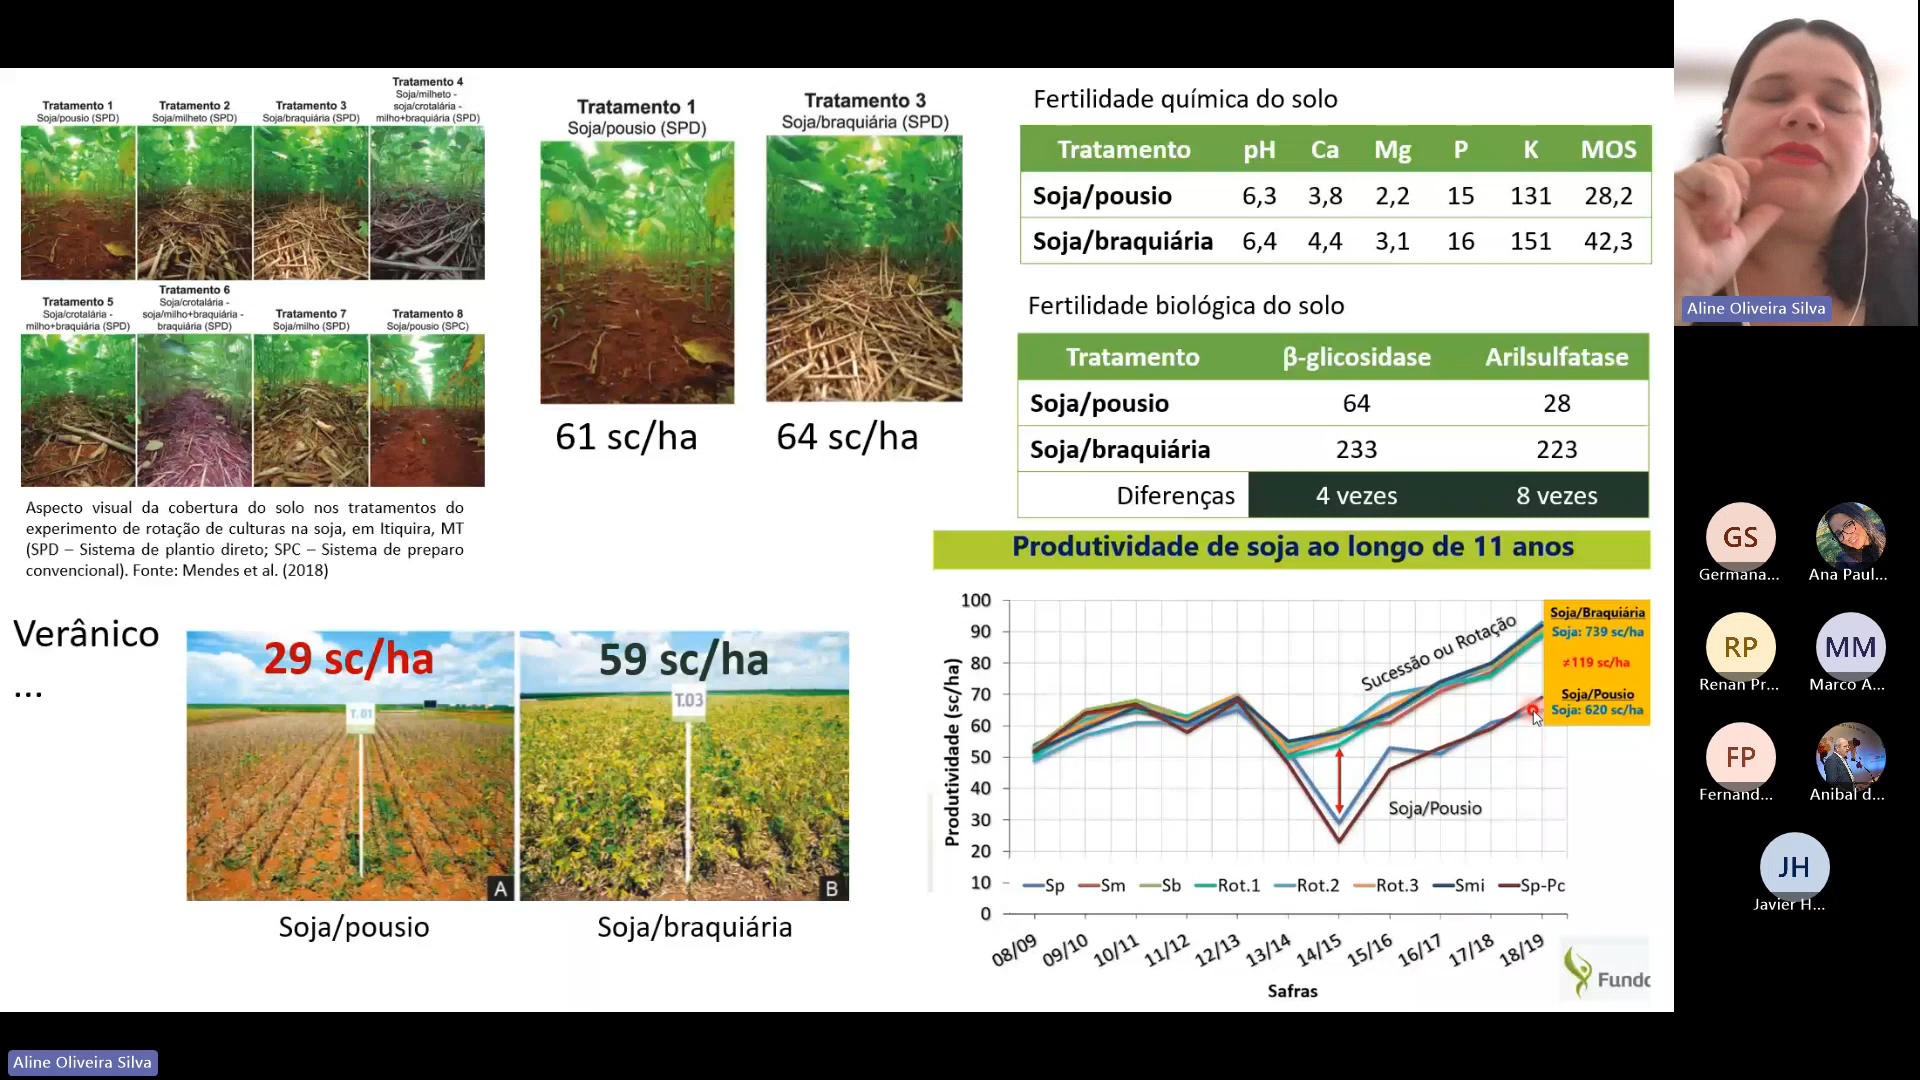 Tratamento 1
Soja/pousio (SPD)
Tratamento 2
Soja/milheto (SPD)
Tratamento 3
Soja/braquiária (SPD)
Tratamento 4
Soja/milheto -
soja/crotalária -
milho+braquiária (SPD)
Tratamento 5
Soja/crotalária -
milho+braquiária (SPD)
Tratamento 6
Soja/crotalária -
soja/milho+braquiária -
braquiária (SPD)
Tratamento 7
Soja/milho (SPD)
Tratamento 8
Soja/pousio (SPC)
Aspecto visual da cobertura do solo nos tratamentos do
experimento de rotação de culturas na soja, em Itiquira, MT
(SPD – Sistema de plantio direto; SPC – Sistema de preparo
convencional). Fonte: Mendes et al. (2018)
Tratamento 1
Soja/pousio (SPD)
61 sc/ha
Tratamento 3
Soja/braquiária (SPD)
64 sc/ha
Fertilidade química do solo
Tratamento pH Ca Mg P K MOS
Soja/pousio 6,3 3,8 2,2 15 131 28,2
Soja/braquiária 6,4 4,4 3,1 16 151 42,3
Fertilidade biológica do solo
Tratamento β-glicosidase Arilsulfatase
Soja/pousio 64 28
Soja/braquiária 233 223
Diferenças 4 vezes 8 vezes
Verânico
...
29 sc/ha
T.01
A
Soja/pousio
59 sc/ha
T.03
B
Soja/braquiária
Produtividade de soja ao longo de 11 anos
Produtividade (sc/ha)
100
90
80
70
60
50
40
30
20
10
0
Sucessão ou Rotação
Soja/Pousio
Soja/Braquiária
Soja: 739 sc/ha
≠119 sc/ha
Soja/Pousio
Soja: 620 sc/ha
Sp Sm Sb Rot.1 Rot.2 Rot.3 Smi Sp-Pc
08/09 09/10 10/11 11/12 12/13 13/14 14/15 15/16 16/17 17/18 18/19
Safras
Fundo
Aline Oliveira Silva
GS
Germana...
Ana Paul...
RP
Renan Pr...
MM
Marco A...
FP
Fernand...
Anibal d...
JH
Javier H...
Aline Oliveira Silva